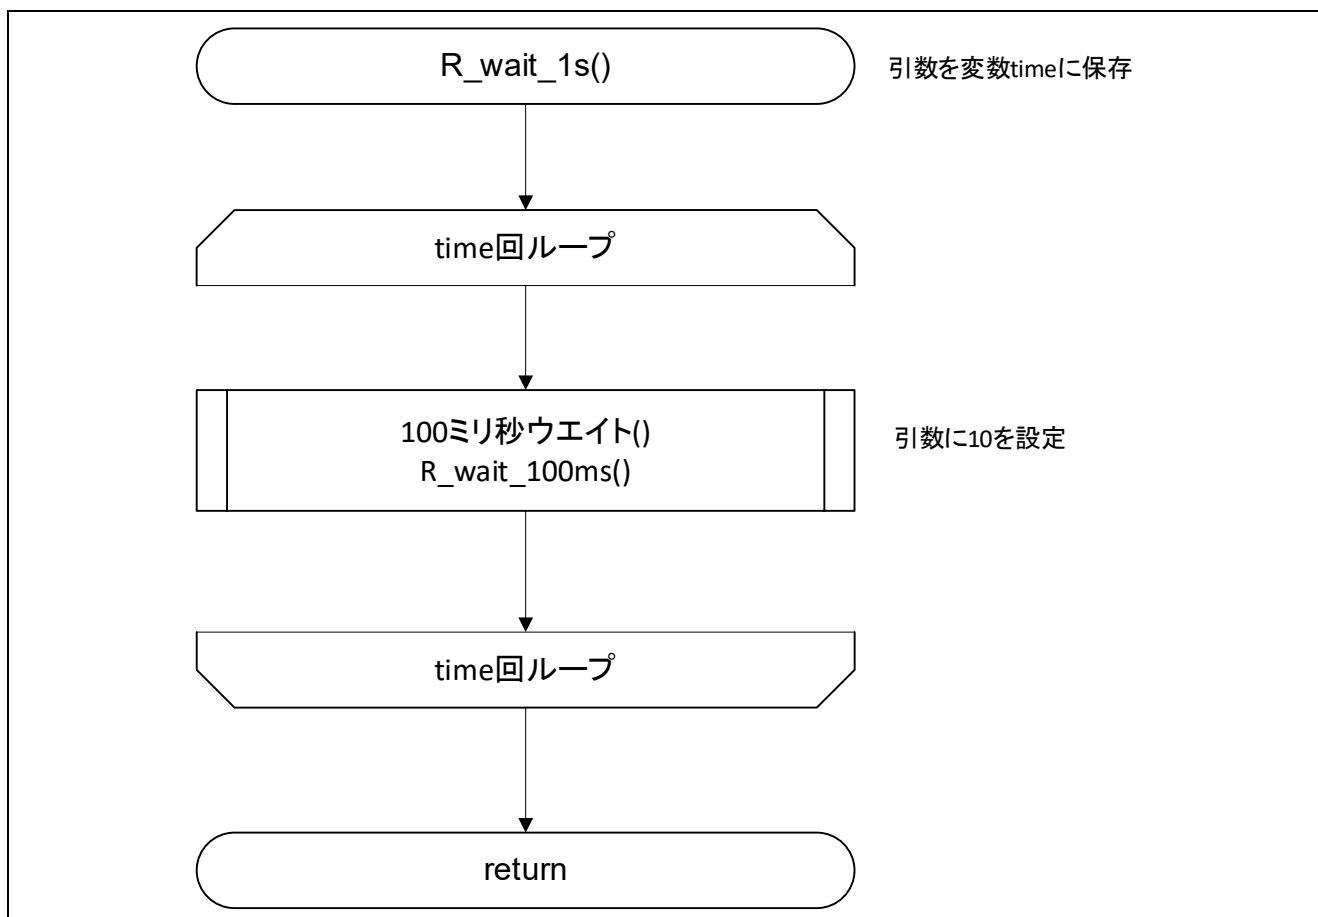 R_wait_1s()
引数を変数timeに保存
time回ループ
100ミリ秒ウエイト()
R_wait_100ms()
引数に10を設定
time回ループ
return